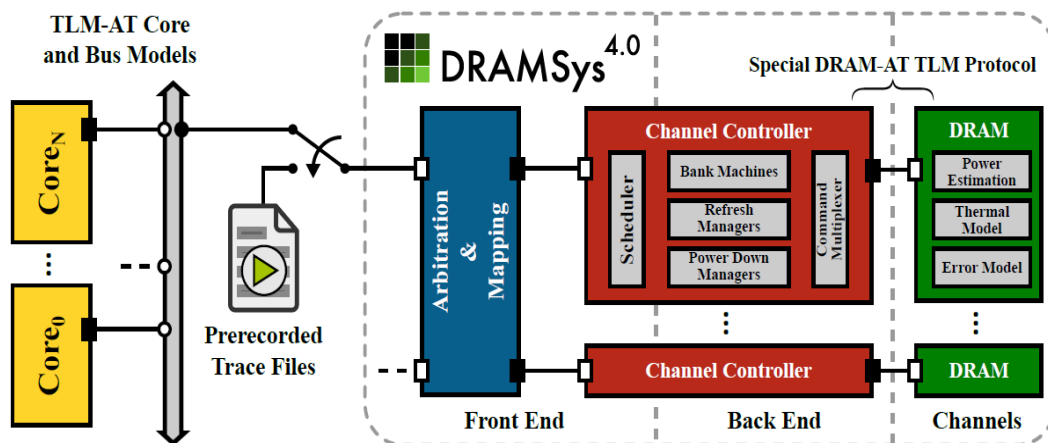 TLM-AT Core
and Bus Models
DRAMSys 4.0
Special DRAM-AT TLM Protocol
CoreN
...
Core0
Prerecorded
Trace Files
Arbitration
&
Mapping
Channel Controller
Scheduler
Bank Machines
Refresh
Managers
Power Down
Managers
Command
Multiplexer
DRAM
Power
Estimation
Thermal
Model
Error Model
...
...
Channel Controller
DRAM
Front End
Back End
Channels